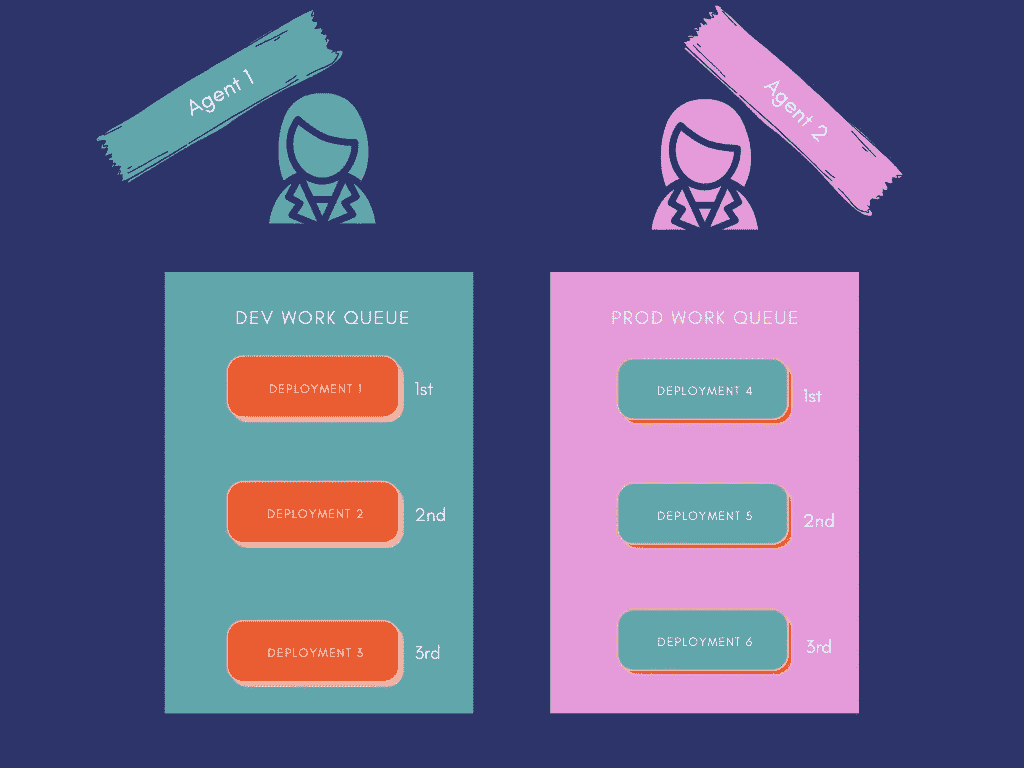 Agent 1
Agent 2
DEV WORK QUEUE
DEPLOYMENT 1
1st
DEPLOYMENT 2
2nd
DEPLOYMENT 3
3rd
PROD WORK QUEUE
DEPLOYMENT 4
1st
DEPLOYMENT 5
2nd
DEPLOYMENT 6
3rd